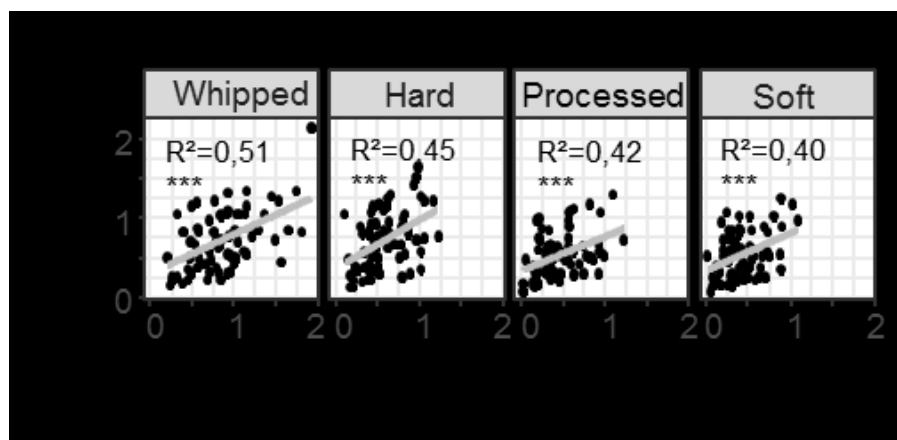 Whipped Hard Processed Soft
R²=0,51 R²=0,45 R²=0,42 R²=0,40
*** *** *** ***
2
1
0
0 1 2 0 1 2 0 1 2 0 1 2